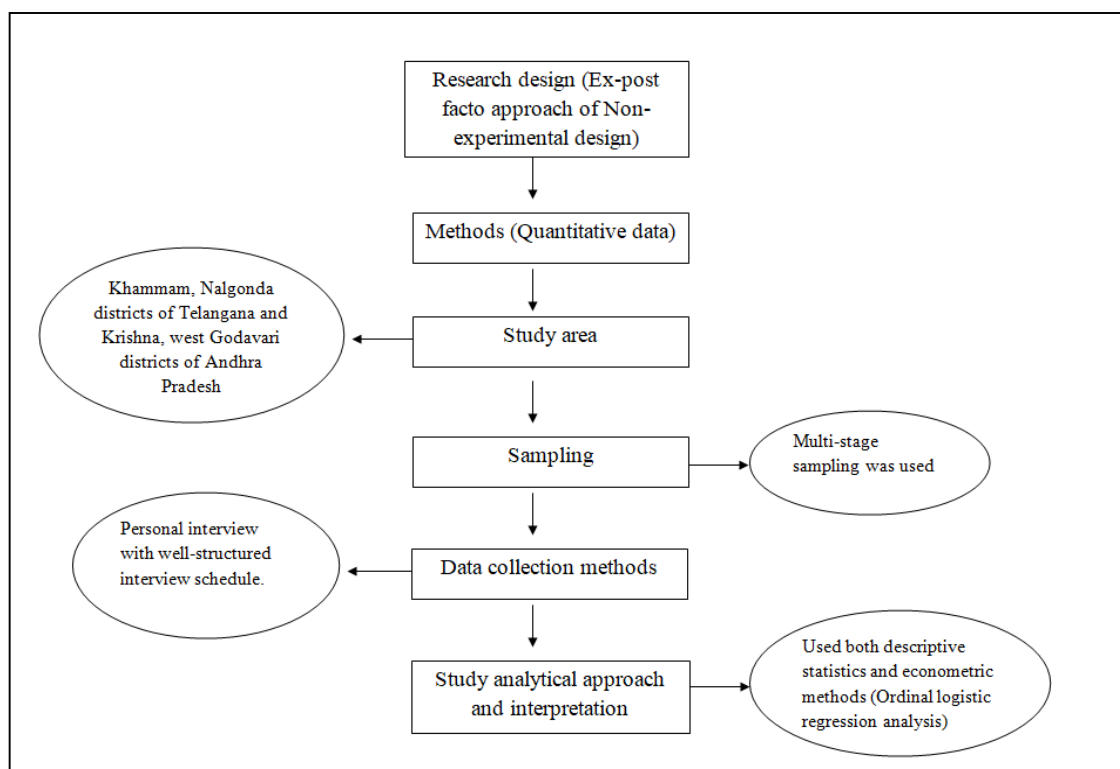 Research design (Ex-post
facto approach of Non-
experimental design)
Methods (Quantitative data)
Khammam, Nalgonda
districts of Telangana and
Krishna, west Godavari
districts of Andhra
Pradesh
Study area
Sampling
Multi-stage
sampling was used
Personal interview
with well-structured
interview schedule.
Data collection methods
Study analytical approach
and interpretation
Used both descriptive
statistics and econometric
methods (Ordinal logistic
regression analysis)